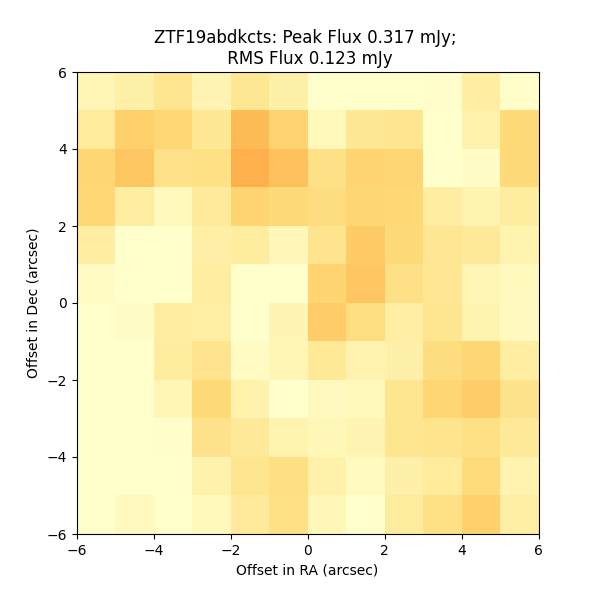 ZTF19abdkcts: Peak Flux 0.317 mJy;
RMS Flux 0.123 mJy
6
4
2
0
−2
−4
−6
Offset in Dec (arcsec)
−6 −4 −2 0 2 4 6
Offset in RA (arcsec)